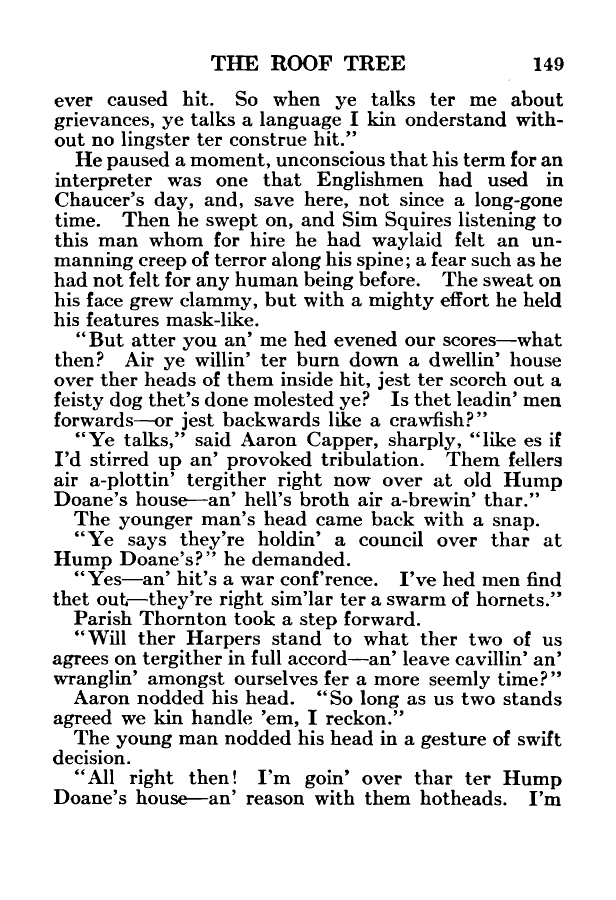 THE ROOF TREE 149
ever caused hit. So when ye talks ter me about
grievances, ye talks a language I kin onderstand with-
out no lingster ter construe hit.”
He paused a moment, unconscious that his term for an
interpreter was one that Englishmen had used in
Chaucer’s day, and, save here, not since a long-gone
time. Then he swept on, and Sim Squires listening to
this man whom for hire he had waylaid felt an un-
manning creep of terror along his spine; a fear such as he
had not felt for any human being before. The sweat on
his face grew clammy, but with a mighty effort he held
his features mask-like.
“But atter you an’ me hed evened our scores—what
then? Air ye willin’ ter burn down a dwellin’ house
over ther heads of them inside hit, jest ter scorch out a
feisty dog thet’s done molested ye? Is thet leadin’ men
forwards—or jest backwards like a crawfish?”
“Ye talks,” said Aaron Capper, sharply, “like es if
I’d stirred up an’ provoked tribulation. Them fellers
air a-plottin’ tergither right now over at old Hump
Doane’s house—an’ hell’s broth air a-brewin’ thar.”
The younger man’s head came back with a snap.
“Ye says they’re holdin’ a council over thar at
Hump Doane’s?” he demanded.
“Yes—an’ hit’s a war conf’rence. I’ve hed men find
thet out,—they’re right sim’lar ter a swarm of hornets.”
Parish Thornton took a step forward.
“Will ther Harpers stand to what ther two of us
agrees on tergither in full accord—an’ leave cavillin’ an’
wranglin’ amongst ourselves fer a more seemly time?”
Aaron nodded his head. “So long as us two stands
agreed we kin handle ’em, I reckon.”
The young man nodded his head in a gesture of swift
decision.
“All right then! I’m goin’ over thar ter Hump
Doane’s house—an’ reason with them hotheads. I’m